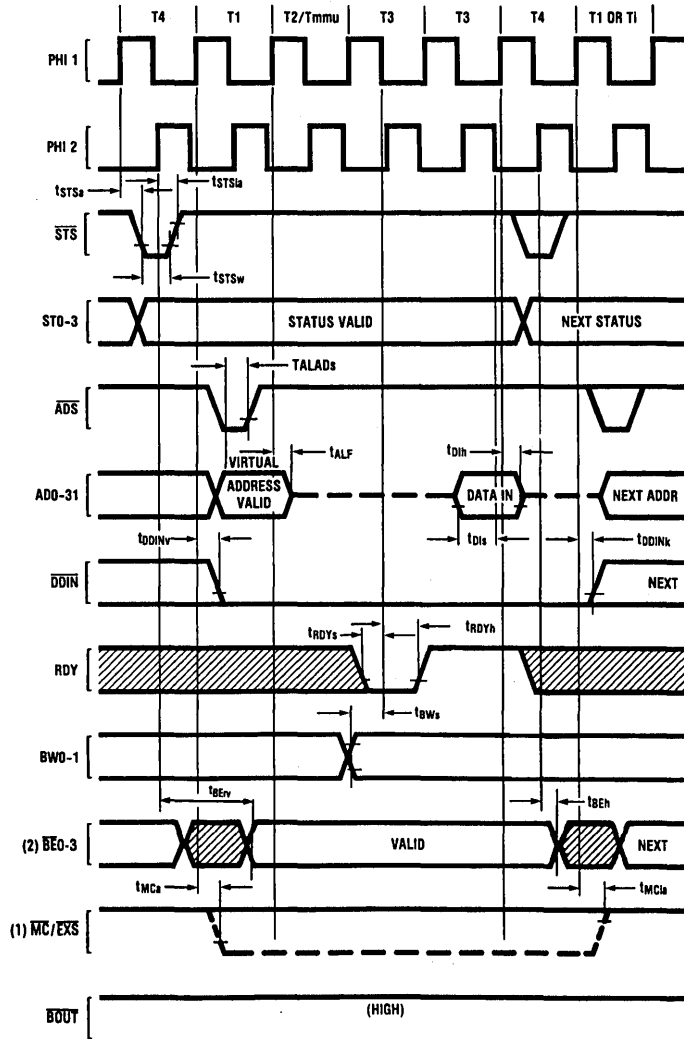 T4 T1 T2/Tmmu T3 T3 T4 T1 OR Ti
PHI 1
PHI 2
tSTSa tSTSia
STS
tSTSw
ST0-3 STATUS VALID NEXT STATUS
TALADs
ADS
VIRTUAL tALF tDIh
AD0-31 ADDRESS VALID DATA IN NEXT ADDR
tDDINv tDIs tDDINh
DDIN NEXT
tRDYs tRDYh
RDY
tBWs
BW0-1
tBErv tBEh
(2) BE0-3 VALID NEXT
tMCa tMCia
(1) MC/EXS
(HIGH)
BOUT